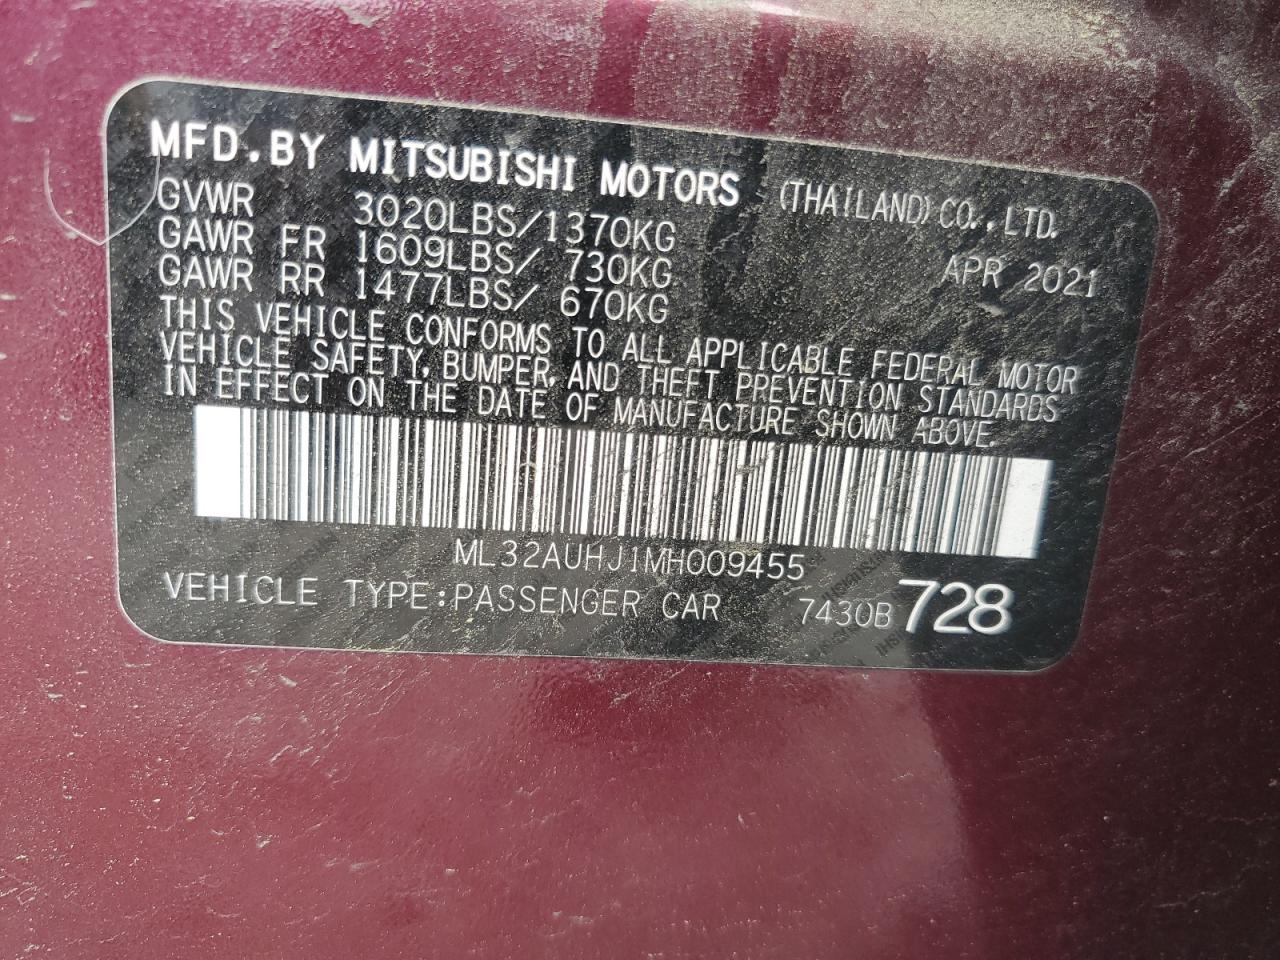 MFD.BY MITSUBISHI MOTORS (THAILAND) CO.,LTD.
GVWR 3020LBS/1370KG APR 2021
GAWR FR 1609LBS/ 730KG
GAWR RR 1477LBS/ 670KG
THIS VEHICLE CONFORMS TO ALL APPLICABLE FEDERAL MOTOR
VEHICLE SAFETY, BUMPER, AND THEFT PREVENTION STANDARDS
IN EFFECT ON THE DATE OF MANUFACTURE SHOWN ABOVE.
ML32AUHJ1MH009455
VEHICLE TYPE:PASSENGER CAR 7430B728